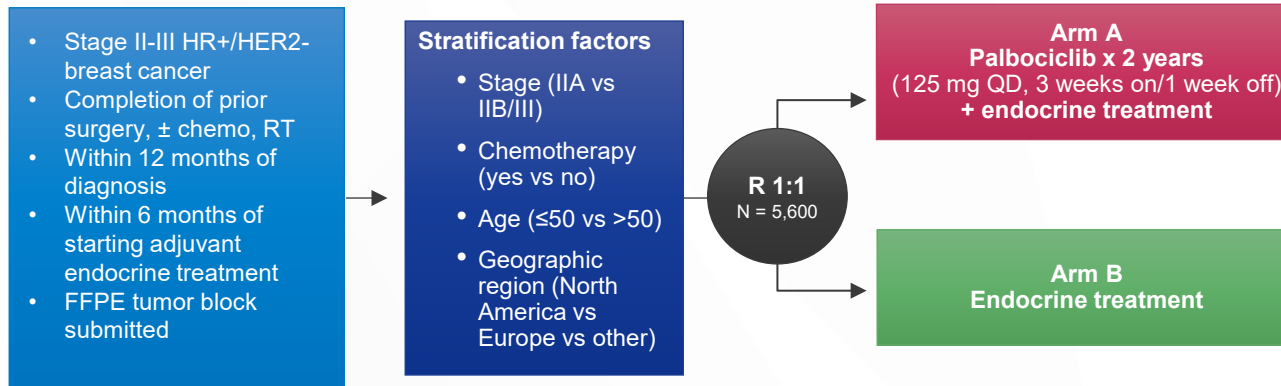 • Stage II-III HR+/HER2-
breast cancer
• Completion of prior
surgery, ± chemo, RT
• Within 12 months of
diagnosis
• Within 6 months of
starting adjuvant
endocrine treatment
• FFPE tumor block
submitted
Stratification factors
• Stage (IIA vs
IIB/III)
• Chemotherapy
(yes vs no)
• Age (≤50 vs >50)
• Geographic
region (North
America vs
Europe vs other)
R 1:1
N = 5,600
Arm A
Palbociclib x 2 years
(125 mg QD, 3 weeks on/1 week off)
+ endocrine treatment
Arm B
Endocrine treatment